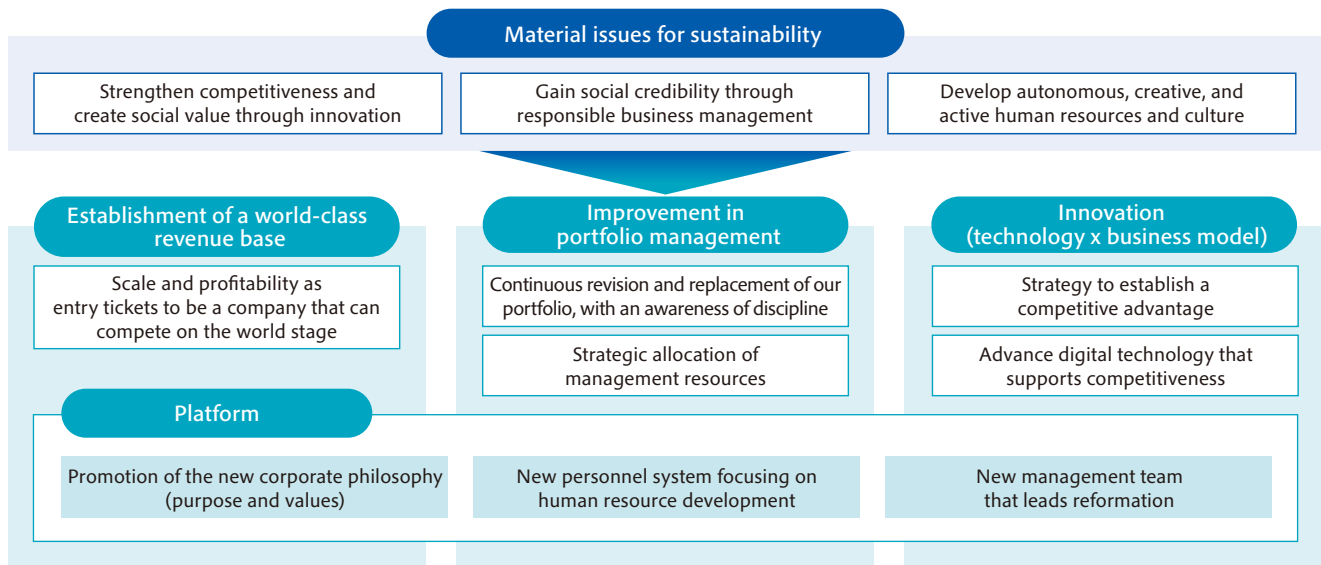 Material issues for sustainability
Strengthen competitiveness and
create social value through innovation
Gain social credibility through
responsible business management
Develop autonomous, creative, and
active human resources and culture
Establishment of a world-class
revenue base
Scale and profitability as
entry tickets to be a company that can
compete on the world stage
Improvement in
portfolio management
Continuous revision and replacement of our
portfolio, with an awareness of discipline
Strategic allocation of
management resources
Innovation
(technology x business model)
Strategy to establish a
competitive advantage
Advance digital technology that
supports competitiveness
Platform
Promotion of the new corporate philosophy
(purpose and values)
New personnel system focusing on
human resource development
New management team
that leads reformation